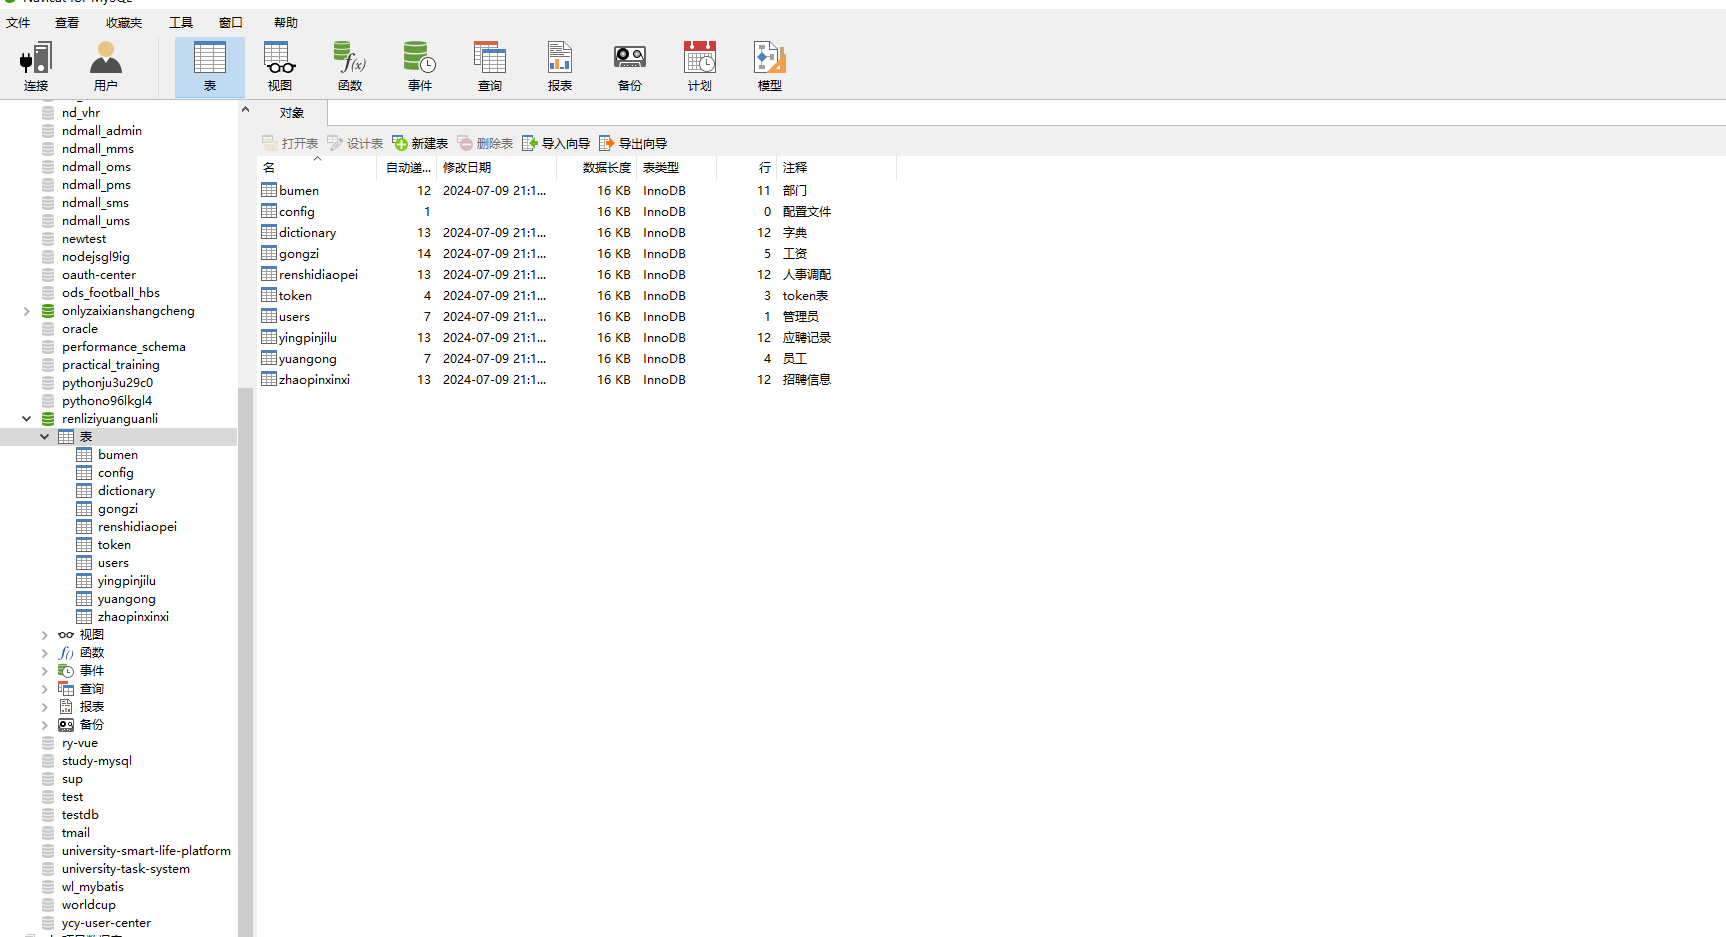 Navicat for MySQL
文件 查看 收藏夹 工具 窗口 帮助
连接 用户 表 视图 函数 事件 查询 报表 备份 计划 模型
nd_vhr
ndmall_admin
ndmall_mms
ndmall_oms
ndmall_pms
ndmall_sms
ndmall_ums
newtest
nodejsgl9ig
oauth-center
ods_football_hbs
onlyzaixianshangcheng
oracle
performance_schema
practical_training
pythonju3u29c0
pythono96lkgl4
renliziyuanguanli
表
bumen
config
dictionary
gongzi
renshidiaopei
token
users
yingpinjilu
yuangong
zhaopinxinxi
视图
函数
事件
查询
报表
备份
ry-vue
study-mysql
sup
test
testdb
tmail
university-smart-life-platform
university-task-system
wl_mybatis
worldcup
ycy-user-center
对象
打开表 设计表 新建表 删除表 导入向导 导出向导
名 自动递... 修改日期 数据长度 表类型 行 注释
bumen 12 2024-07-09 21:1... 16 KB InnoDB 11 部门
config 1 16 KB InnoDB 0 配置文件
dictionary 13 2024-07-09 21:1... 16 KB InnoDB 12 字典
gongzi 14 2024-07-09 21:1... 16 KB InnoDB 5 工资
renshidiaopei 13 2024-07-09 21:1... 16 KB InnoDB 12 人事调配
token 4 2024-07-09 21:1... 16 KB InnoDB 3 token表
users 7 2024-07-09 21:1... 16 KB InnoDB 1 管理员
yingpinjilu 13 2024-07-09 21:1... 16 KB InnoDB 12 应聘记录
yuangong 7 2024-07-09 21:1... 16 KB InnoDB 4 员工
zhaopinxinxi 13 2024-07-09 21:1... 16 KB InnoDB 12 招聘信息